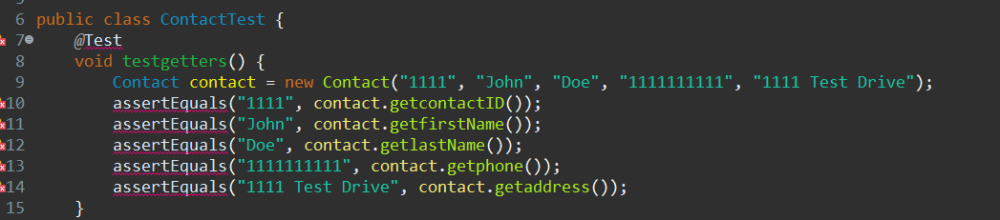 6 public class ContactTest {
7 @Test
8 void testgetters() {
9 Contact contact = new Contact("1111", "John", "Doe", "1111111111", "1111 Test Drive");
10 assertEquals("1111", contact.getcontactID());
11 assertEquals("John", contact.getfirstName());
12 assertEquals("Doe", contact.getlastName());
13 assertEquals("1111111111", contact.getphone());
14 assertEquals("1111 Test Drive", contact.getaddress());
15 }